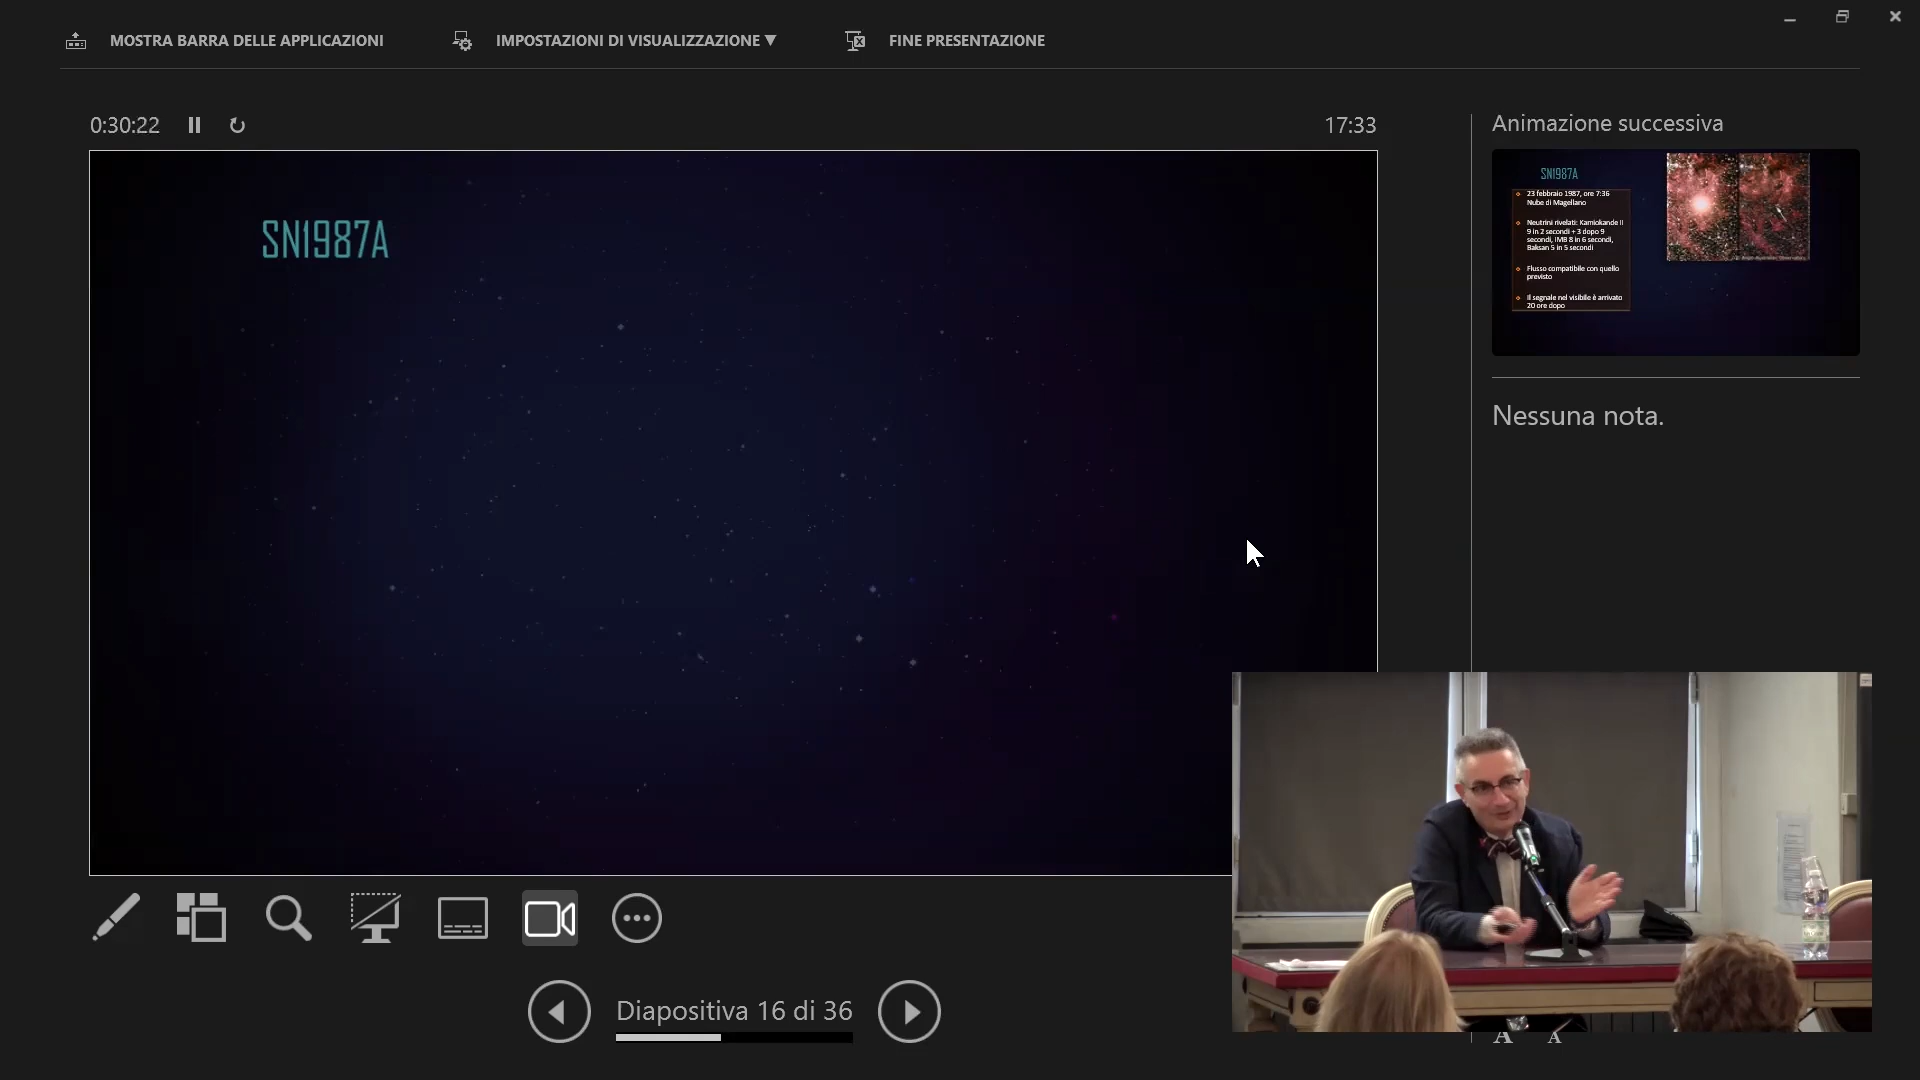 MOSTRA BARRA DELLE APPLICAZIONI
IMPOSTAZIONI DI VISUALIZZAZIONE ▼
FINE PRESENTAZIONE
0:30:22
17:33
SN1987A
Animazione successiva
SN1987A
23 febbraio 1987, ore 7:36
Nube di Magellano
Neutrini rivelati: Kamiokande II
9 in 2 secondi + 3 dopo 9
secondi, IMB 8 in 6 secondi,
Baksan 5 in 5 secondi
Flusso compatibile con quello
previsto
Il segnale nel visibile è arrivato
20 ore dopo
Nessuna nota.
Diapositiva 16 di 36
A A